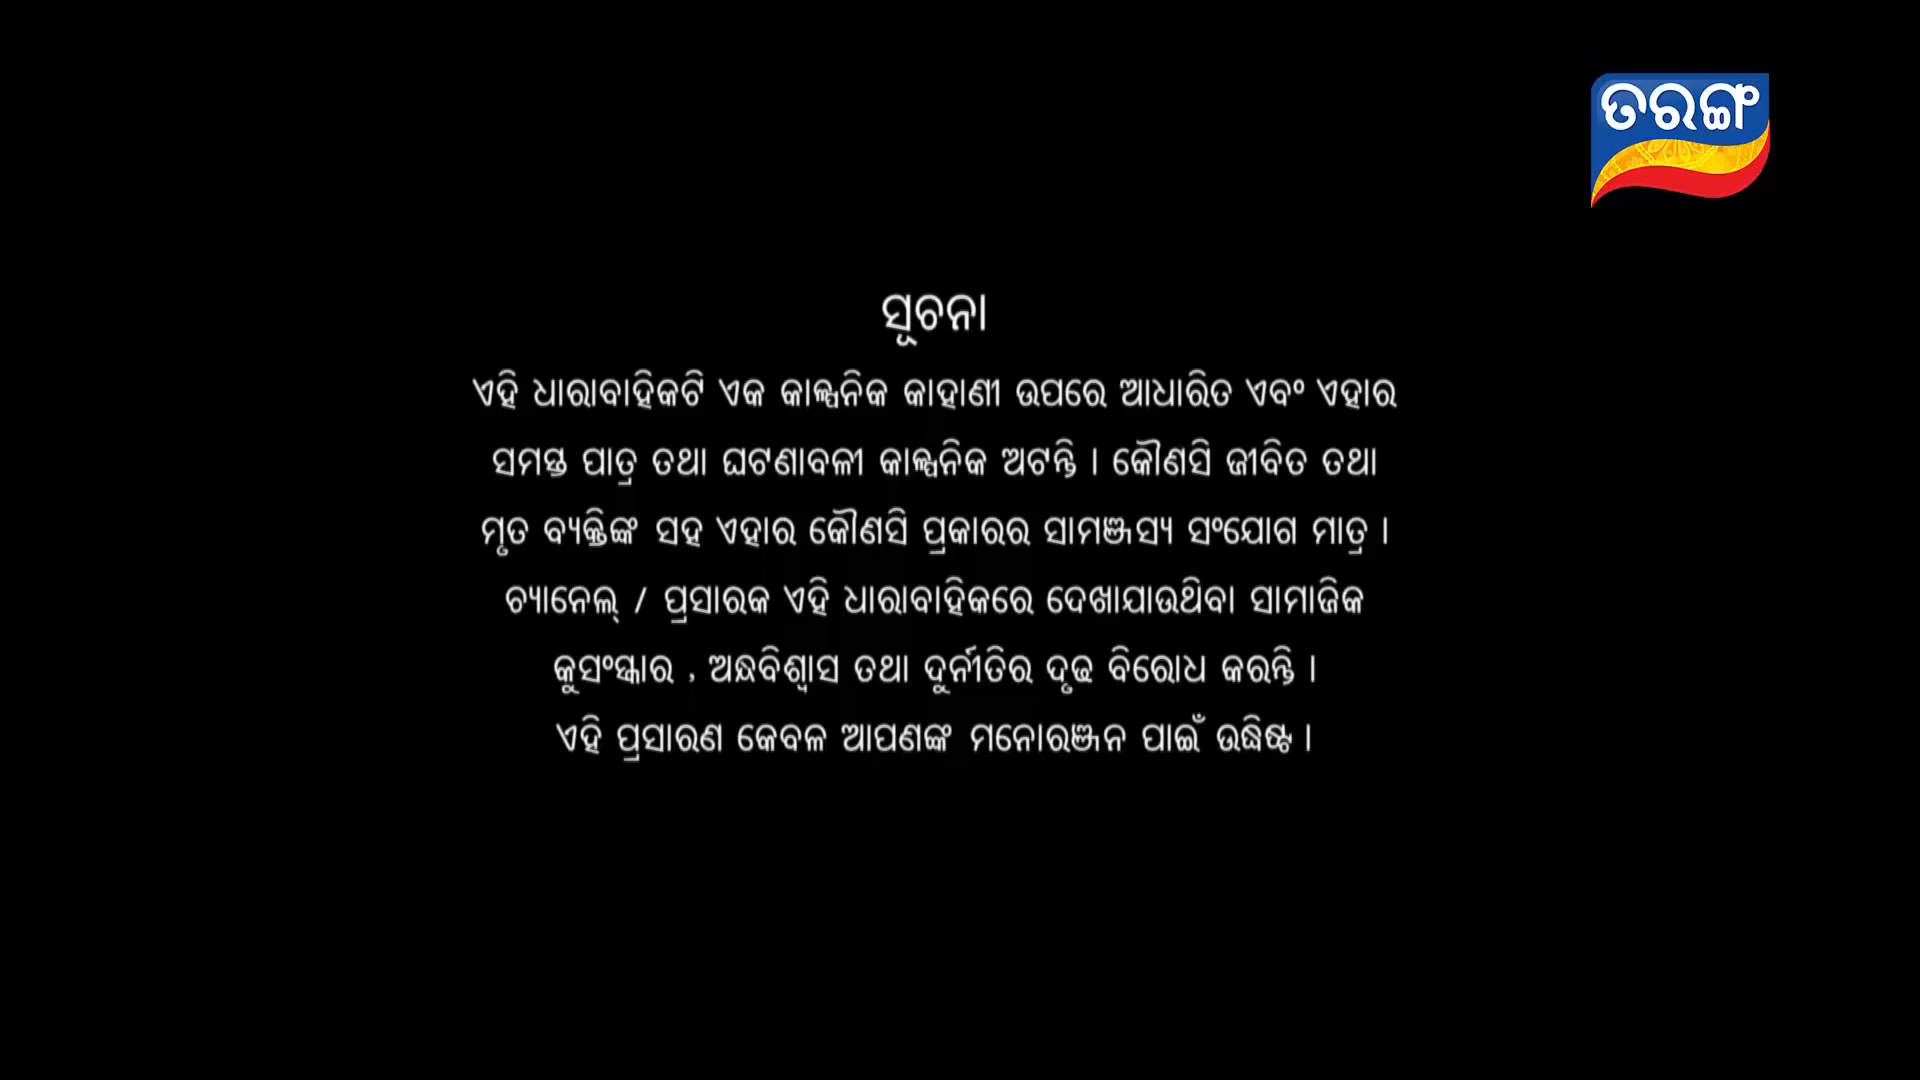 ତରଙ୍ଗ
ସୂଚନା
ଏହି ଧାରାବାହିକଟି ଏକ କାଳ୍ପନିକ କାହାଣୀ ଉପରେ ଆଧାରିତ ଏବଂ ଏହାର
ସମସ୍ତ ପାତ୍ର ତଥା ଘଟଣାବଳୀ କାଳ୍ପନିକ ଅଟନ୍ତି । କୌଣସି ଜୀବିତ ତଥା
ମୃତ ବ୍ୟକ୍ତିଙ୍କ ସହ ଏହାର କୌଣସି ପ୍ରକାରର ସାମଞ୍ଜସ୍ୟ ସଂଯୋଗ ମାତ୍ର ।
ଚ୍ୟାନେଲ୍ / ପ୍ରସାରକ ଏହି ଧାରାବାହିକରେ ଦେଖାଯାଉଥିବା ସାମାଜିକ
କୁସଂସ୍କାର , ଅନ୍ଧବିଶ୍ୱାସ ତଥା ଦୁର୍ନୀତିର ଦୃଢ ବିରୋଧ କରନ୍ତି ।
ଏହି ପ୍ରସାରଣ କେବଳ ଆପଣଙ୍କ ମନୋରଞ୍ଜନ ପାଇଁ ଉଦ୍ଧିଷ୍ଟ ।